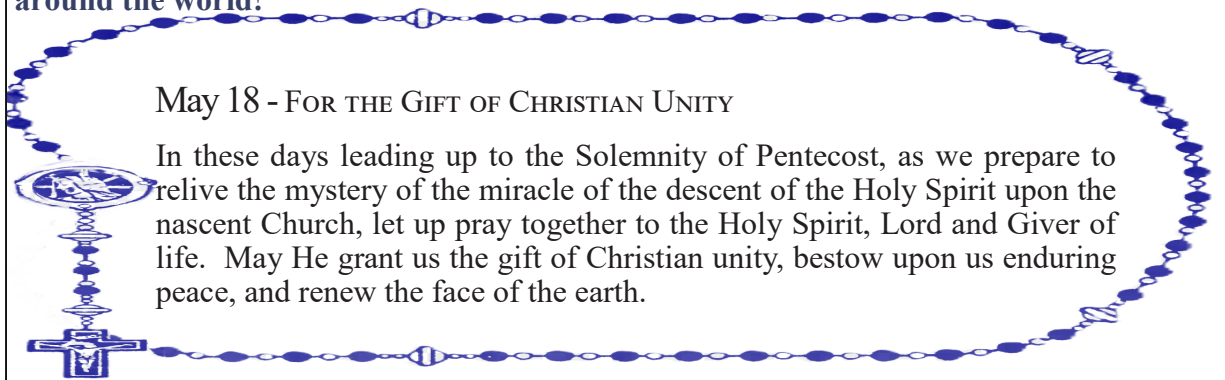 around the world!
May 18 - FOR THE GIFT OF CHRISTIAN UNITY
In these days leading up to the Solemnity of Pentecost, as we prepare to
relive the mystery of the miracle of the descent of the Holy Spirit upon the
nascent Church, let up pray together to the Holy Spirit, Lord and Giver of
life. May He grant us the gift of Christian unity, bestow upon us enduring
peace, and renew the face of the earth.